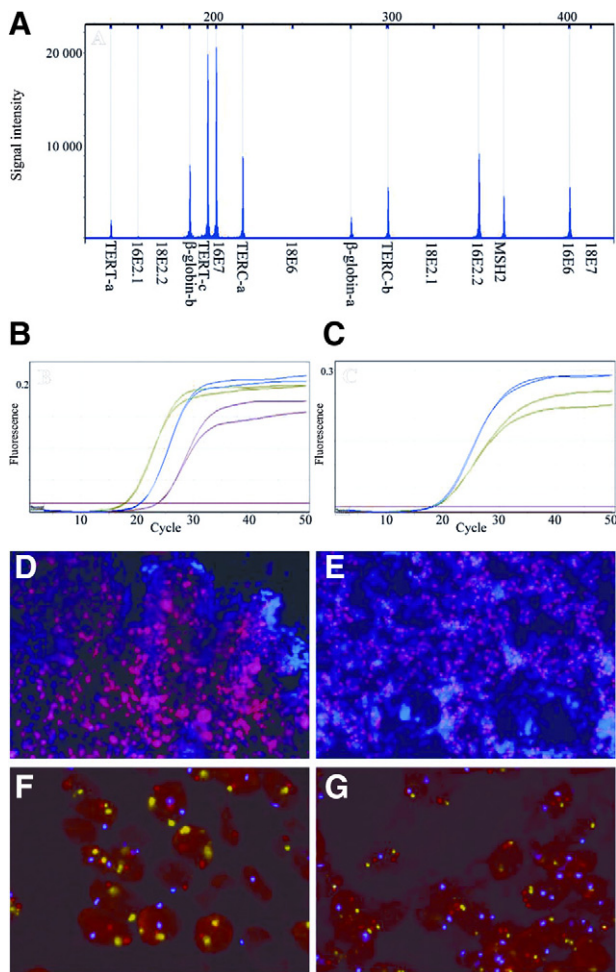 A
200 300 400
A
Signal intensity
20 000
10 000
TERT-a
16E2.1
18E2.2
β-globin-b
TERT-c
16E7
TERC-a
18E6
β-globin-a
TERC-b
18E2.1
16E2.2
MSH2
16E6
18E7
B
B
0.2
Fluorescence
0 10 20 30 40 50
Cycle
C
C
0.3
Fluorescence
0 10 20 30 40 50
Cycle
D
E
F
G